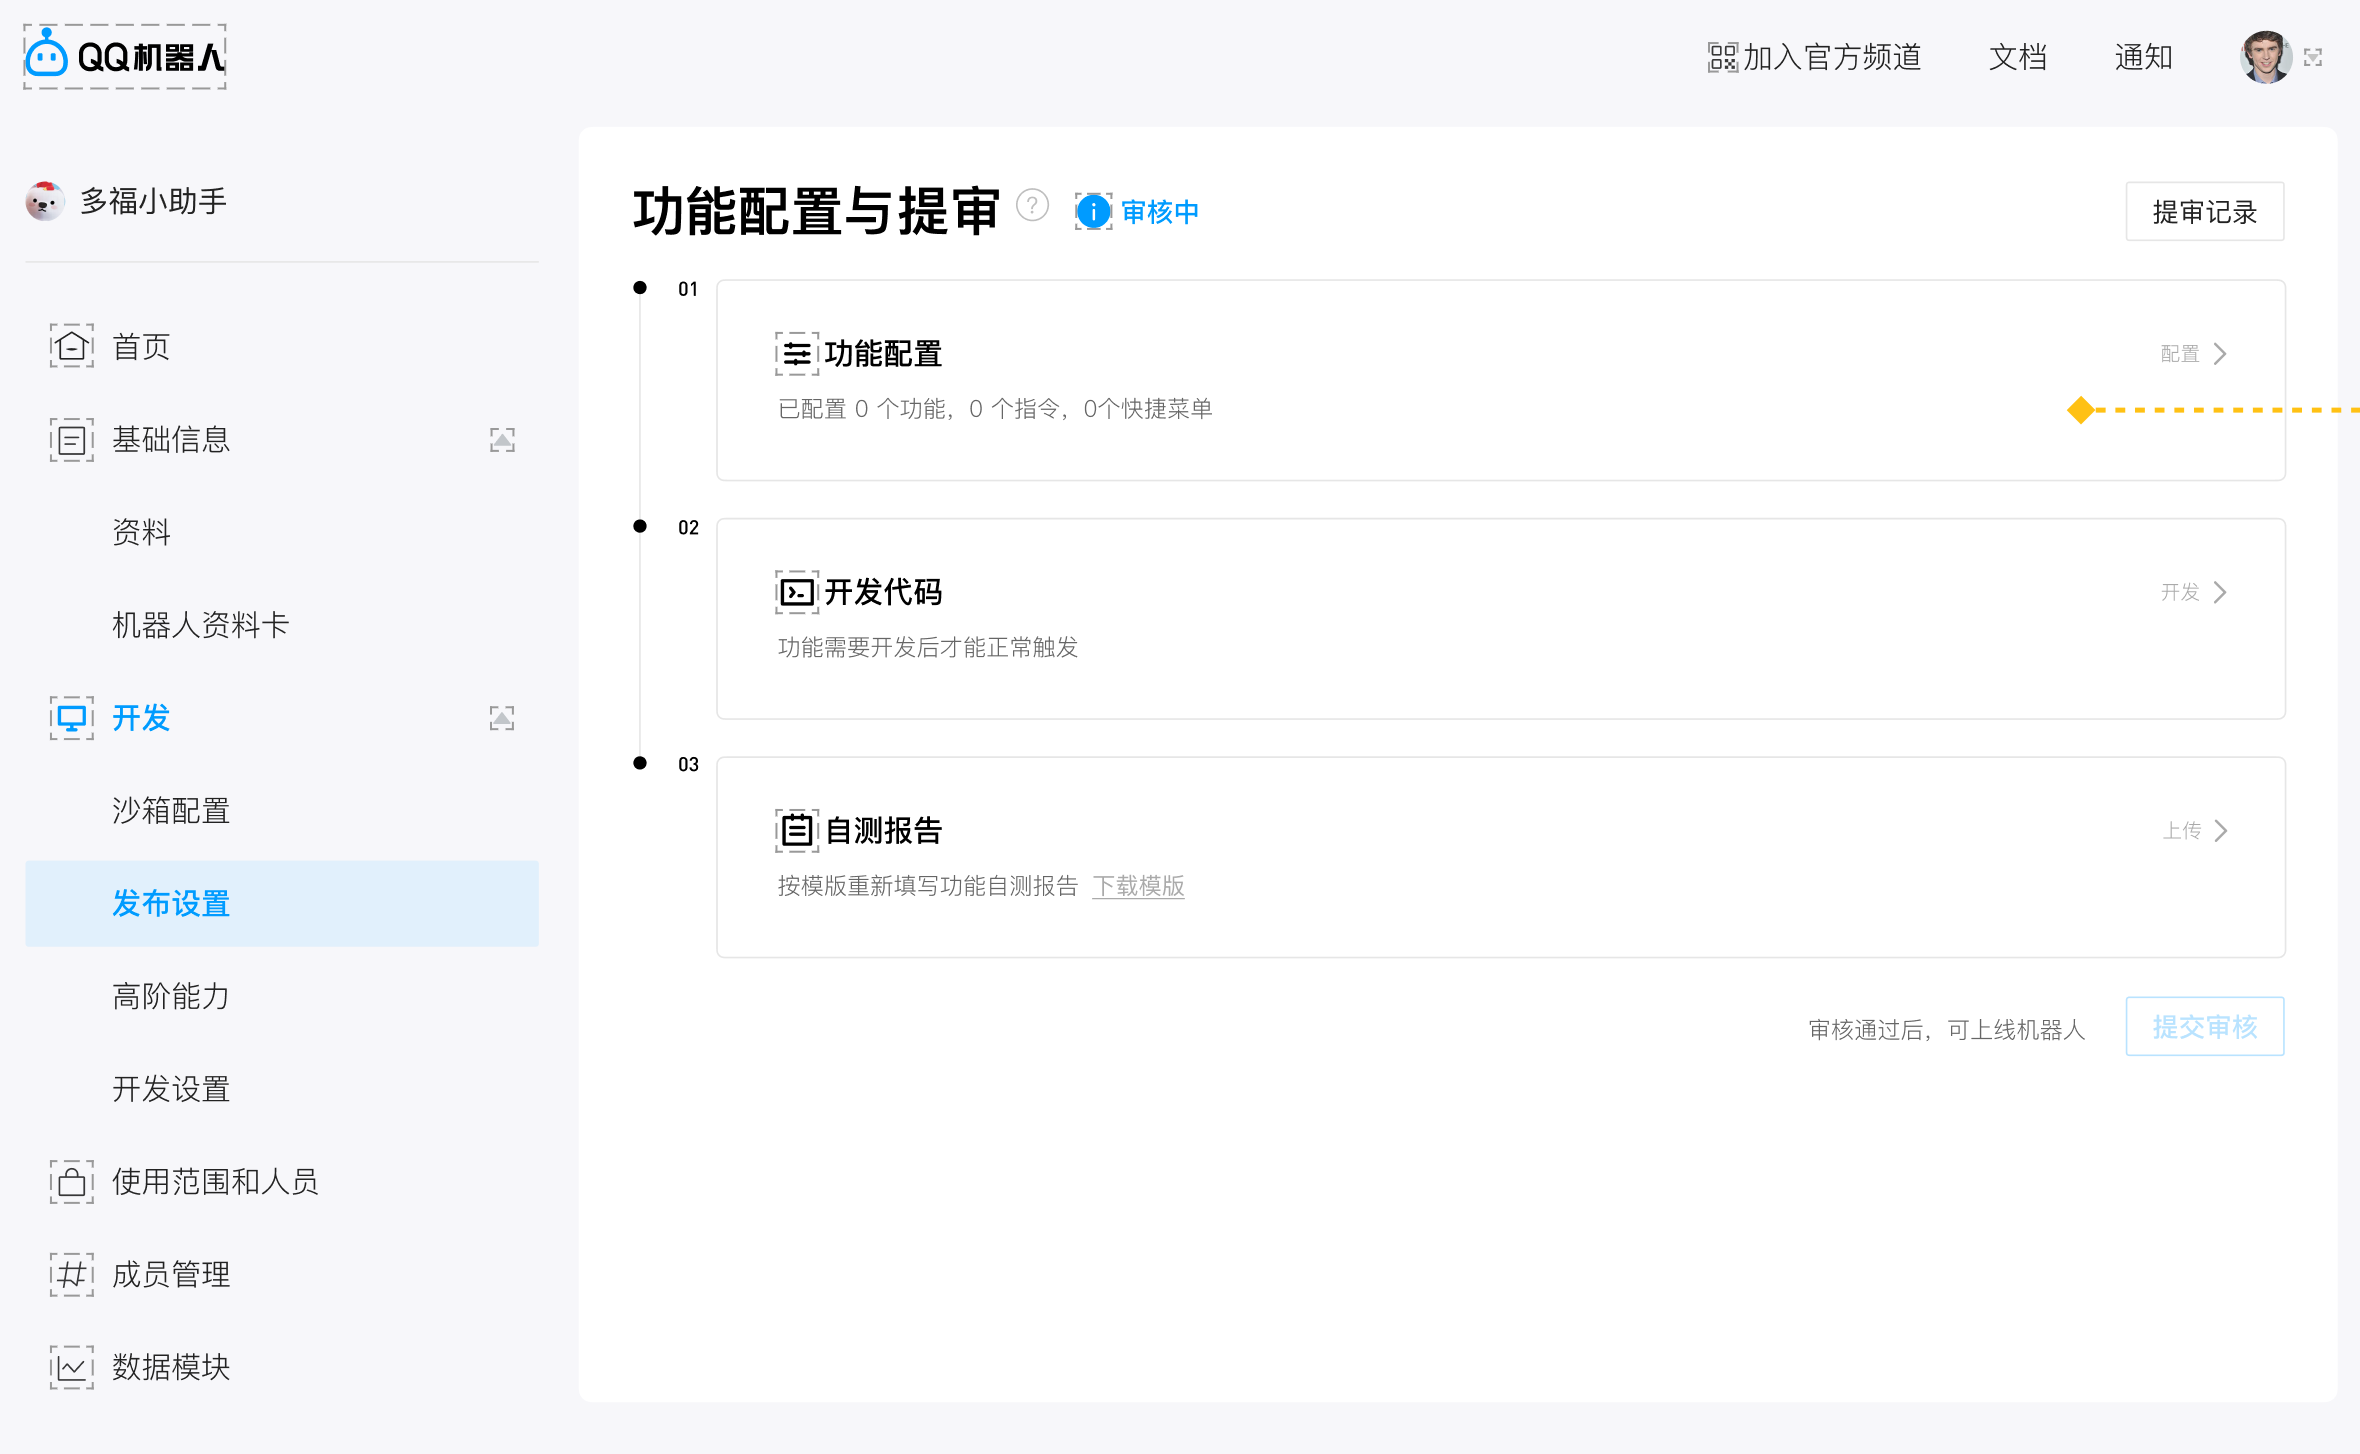 QQ机器人
加入官方频道
文档
通知
多福小助手
首页
基础信息
资料
机器人资料卡
开发
沙箱配置
发布设置
高阶能力
开发设置
使用范围和人员
成员管理
数据模块
功能配置与提审
?
审核中
提审记录
01
功能配置
配置
已配置 0 个功能，0 个指令，0个快捷菜单
02
开发代码
开发
功能需要开发后才能正常触发
03
自测报告
上传
按模版重新填写功能自测报告 下载模版
审核通过后，可上线机器人
提交审核